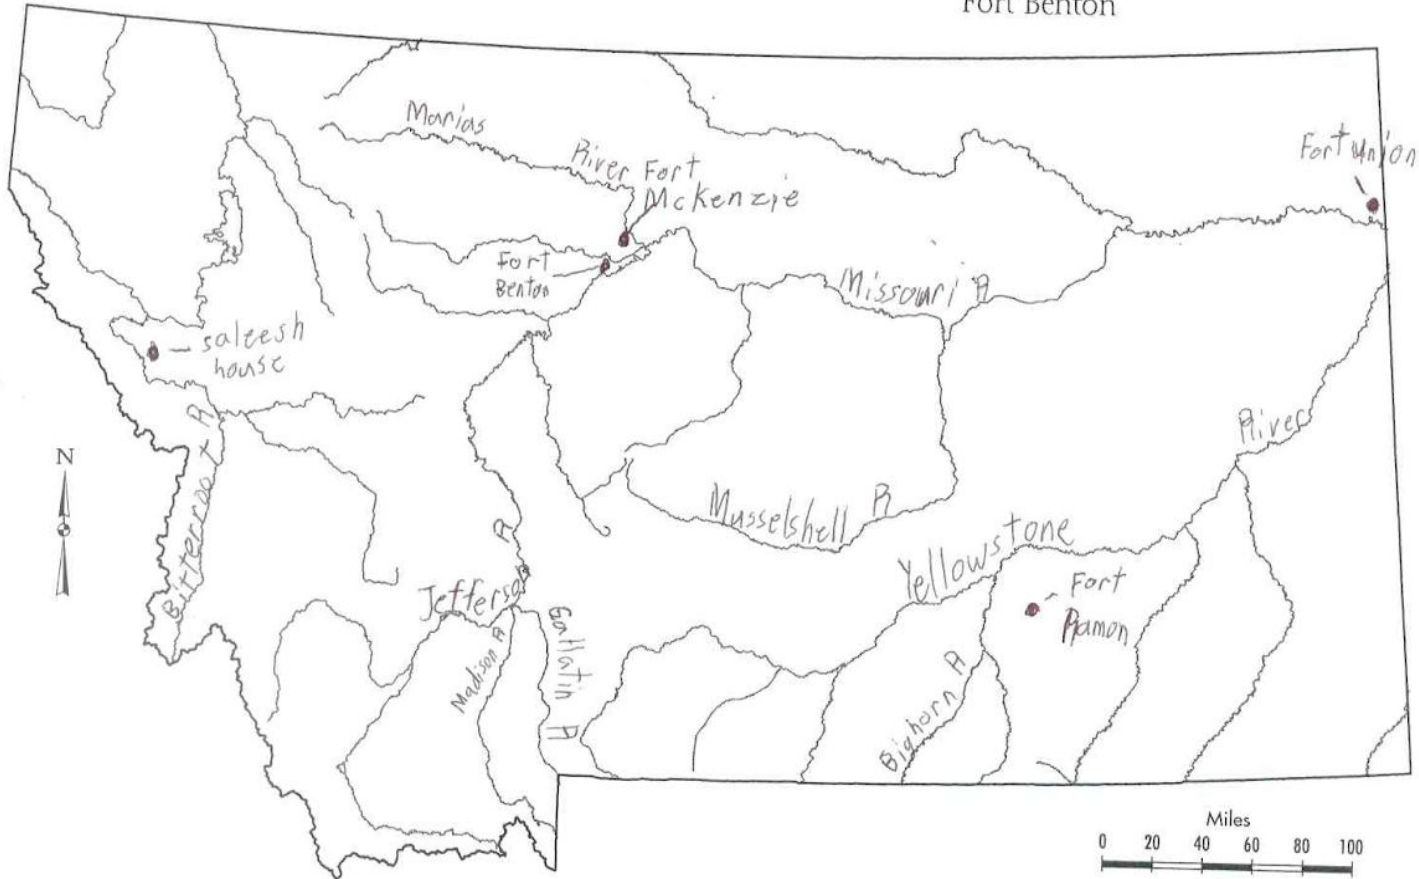 Fort Benton
Marias
River
Fort
McKenzie
Fort Union
Fort
Benton
Missouri R
saleesh
house
River
Bitterroot R
N
Musselshell R
Yellowstone
R
Jefferson
Fort
Ramon
Gallatin
R
Madison R
Bighorn R
Miles
0 20 40 60 80 100